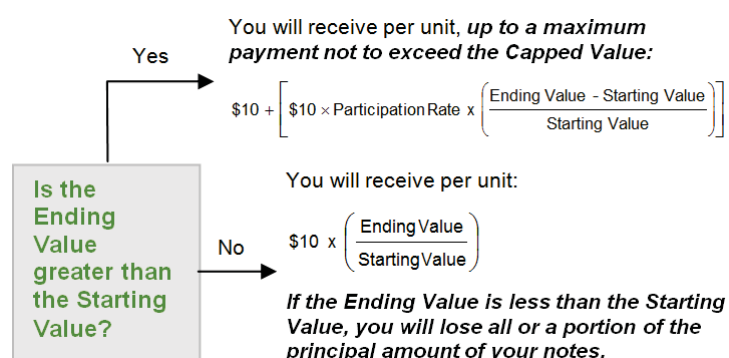 You will receive per unit, up to a maximum
payment not to exceed the Capped Value:
Yes
$10 + [ $10 × Participation Rate x ( Ending Value - Starting Value / Starting Value ) ]
Is the
Ending
Value
greater than
the Starting
Value?
No
You will receive per unit:
$10 x ( Ending Value / Starting Value )
If the Ending Value is less than the Starting
Value, you will lose all or a portion of the
principal amount of your notes.